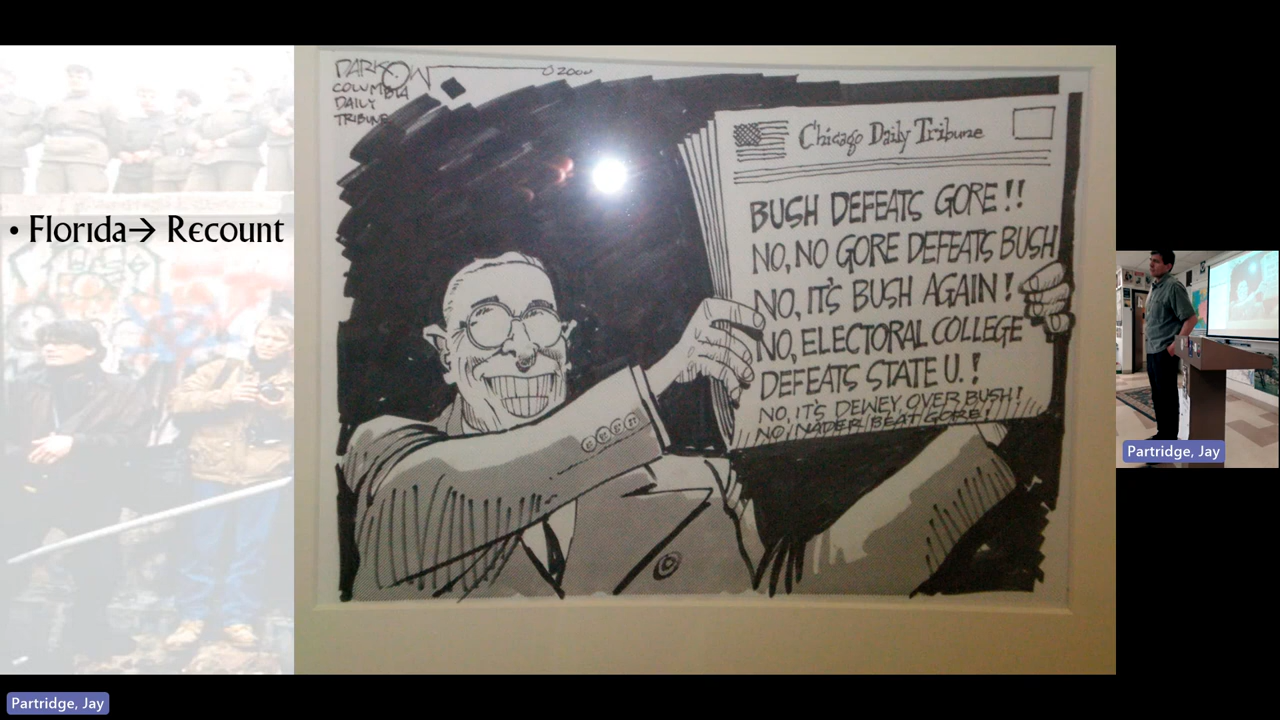 • Florida→ Recount
DARKOW
© 2000
COLUMBIA
DAILY
TRIBUNE
Chicago Daily Tribune
BUSH DEFEATS GORE!!
NO, NO GORE DEFEATS BUSH
NO, IT'S BUSH AGAIN!
NO, ELECTORAL COLLEGE
DEFEATS STATE U.!
NO, IT'S DEWEY OVER BUSH!
NO, NADER BEAT GORE!
Partridge, Jay
Partridge, Jay